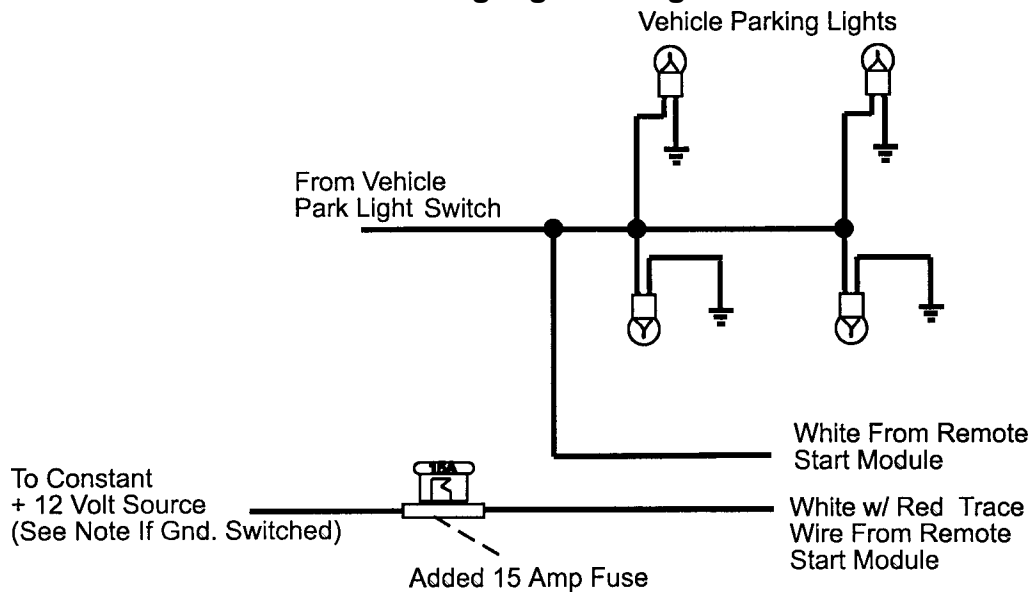 Vehicle Parking Lights
From Vehicle
Park Light Switch
White From Remote
Start Module
To Constant
+ 12 Volt Source
(See Note If Gnd. Switched)
15A
White w/ Red Trace
Wire From Remote
Start Module
Added 15 Amp Fuse